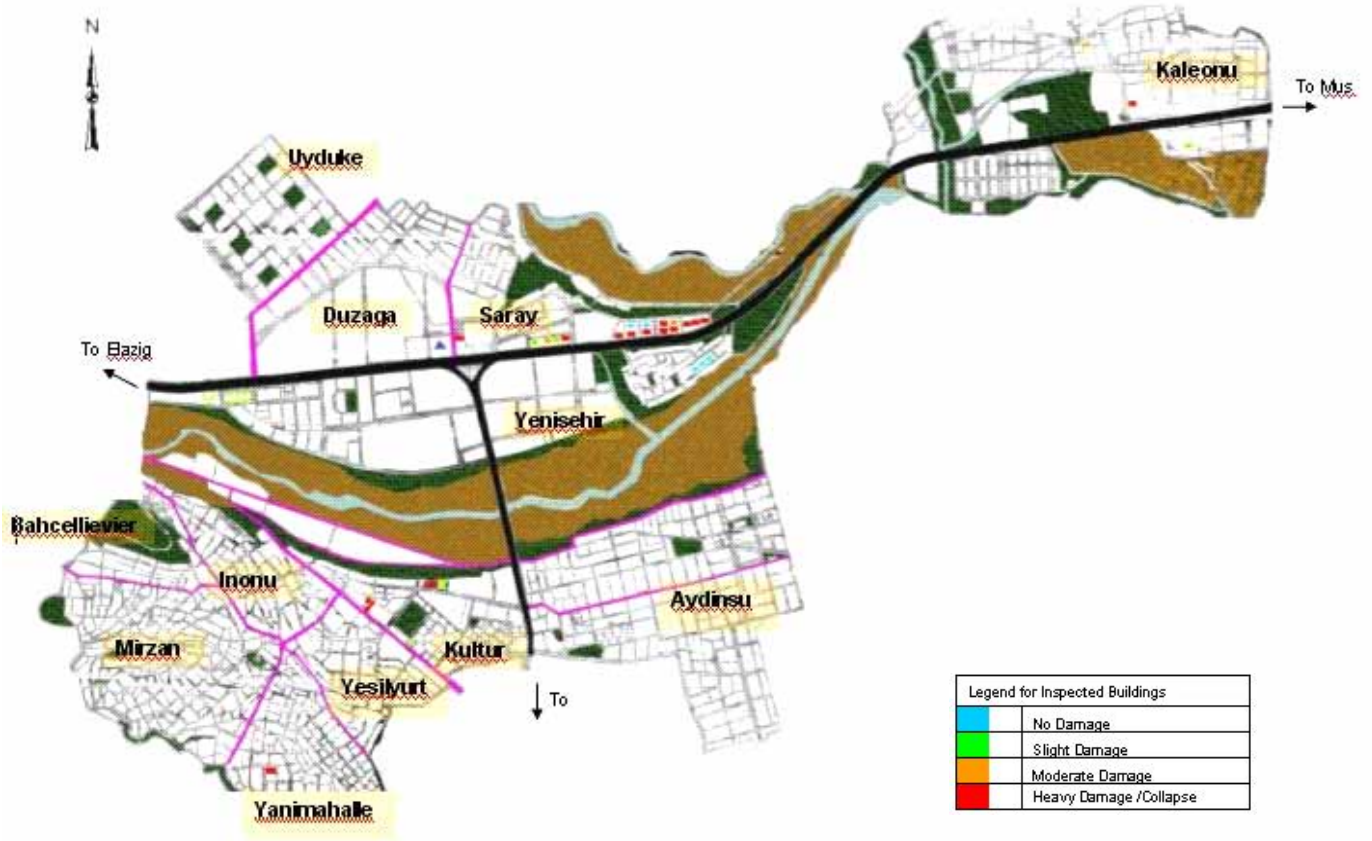 N
Kaleonu
To Mus
Uyduke
Duzaga
Saray
To Elazig
Yenisehir
Bahcellievier
Inonu
Aydinsu
Mirzan
Kultur
Yesilyurt
To
Yanimahalle
Legend for Inspected Buildings
No Damage
Slight Damage
Moderate Damage
Heavy Damage /Collapse